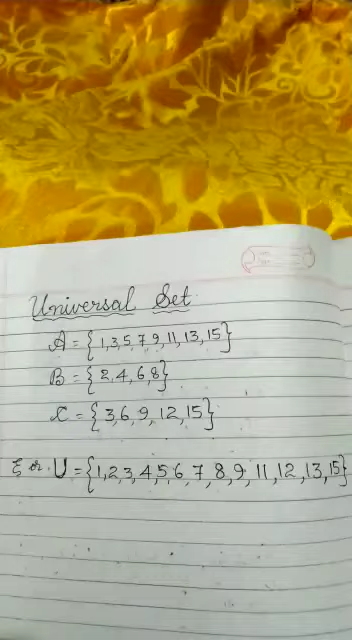 Universal Set
A = {1,3,5,7,9,11,13,15}
B = {2,4,6,8}
C = {3,6,9,12,15}
ξ or U = {1,2,3,4,5,6,7,8,9,11,12,13,15}